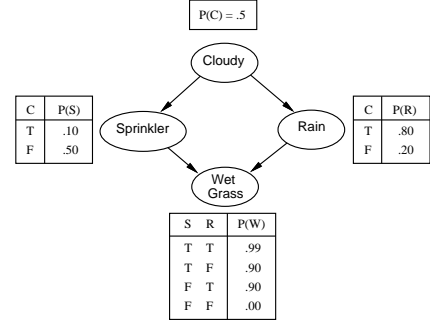 P(C) = .5
Cloudy
C P(S)
T .10
F .50
Sprinkler
Rain
C P(R)
T .80
F .20
Wet
Grass
S R P(W)
T T .99
T F .90
F T .90
F F .00